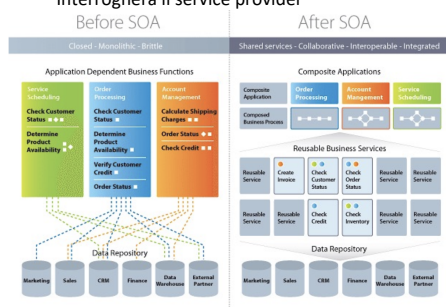 interrogherà il service provider
Before SOA
Closed - Monolithic - Brittle
Application Dependent Business Functions
Service
Scheduling
Check Customer
Status
Determine
Product
Availability
Order
Processing
Check Customer
Status
Determine
Product
Availability
Verify Customer
Credit
Order Status
Account
Management
Calculate Shipping
Charges
Order Status
Check Credit
Data Repository
Marketing
Sales
CRM
Finance
Data
Warehouse
External
Partner
After SOA
Shared services - Collaborative - Interoperable - Integrated
Composite Applications
Composite
Application
Order
Processing
Account
Management
Service
Scheduling
Composed
Business Process
Reusable Business Services
Reusable
Service
Create
Invoice
Check
Customer
Status
Check
Order
Status
Reusable
Service
Reusable
Service
Reusable
Service
Reusable
Service
Check
Credit
Check
Inventory
Reusable
Service
Reusable
Service
Data Repository
Marketing
Sales
CRM
Finance
Data
Warehouse
External
Partner